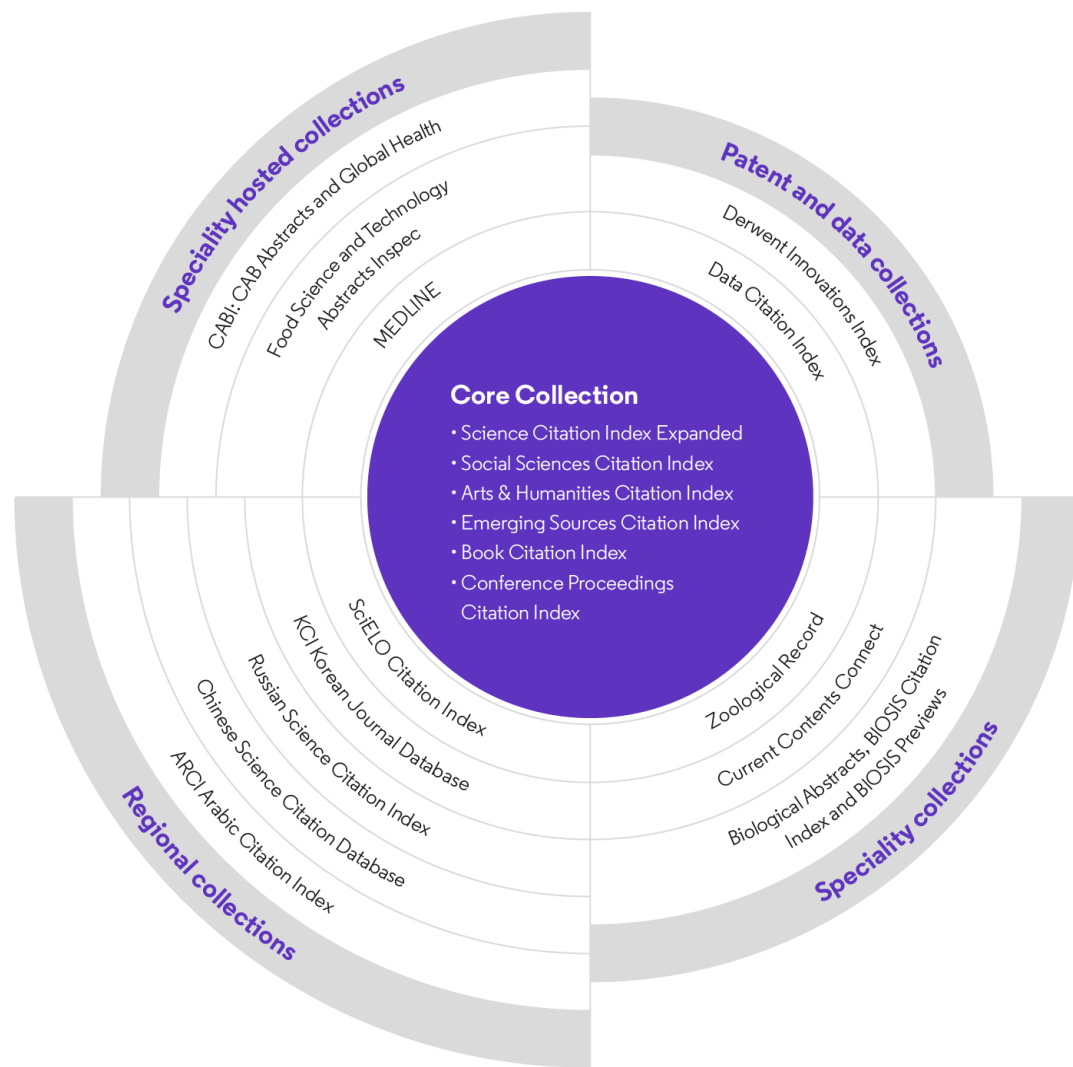 Speciality hosted collections
CABI: CAB Abstracts and Global Health
Food Science and Technology
Abstracts Inspec
MEDLINE
Patent and data collections
Derwent Innovations Index
Data Citation Index
Core Collection
• Science Citation Index Expanded
• Social Sciences Citation Index
• Arts & Humanities Citation Index
• Emerging Sources Citation Index
• Book Citation Index
• Conference Proceedings
Citation Index
SciELO Citation Index
KCI Korean Journal Database
Russian Science Citation Index
Chinese Science Citation Database
ARCI Arabic Citation Index
Regional collections
Zoological Record
Current Contents Connect
Biological Abstracts, BIOSIS Citation
Index and BIOSIS Previews
Speciality collections